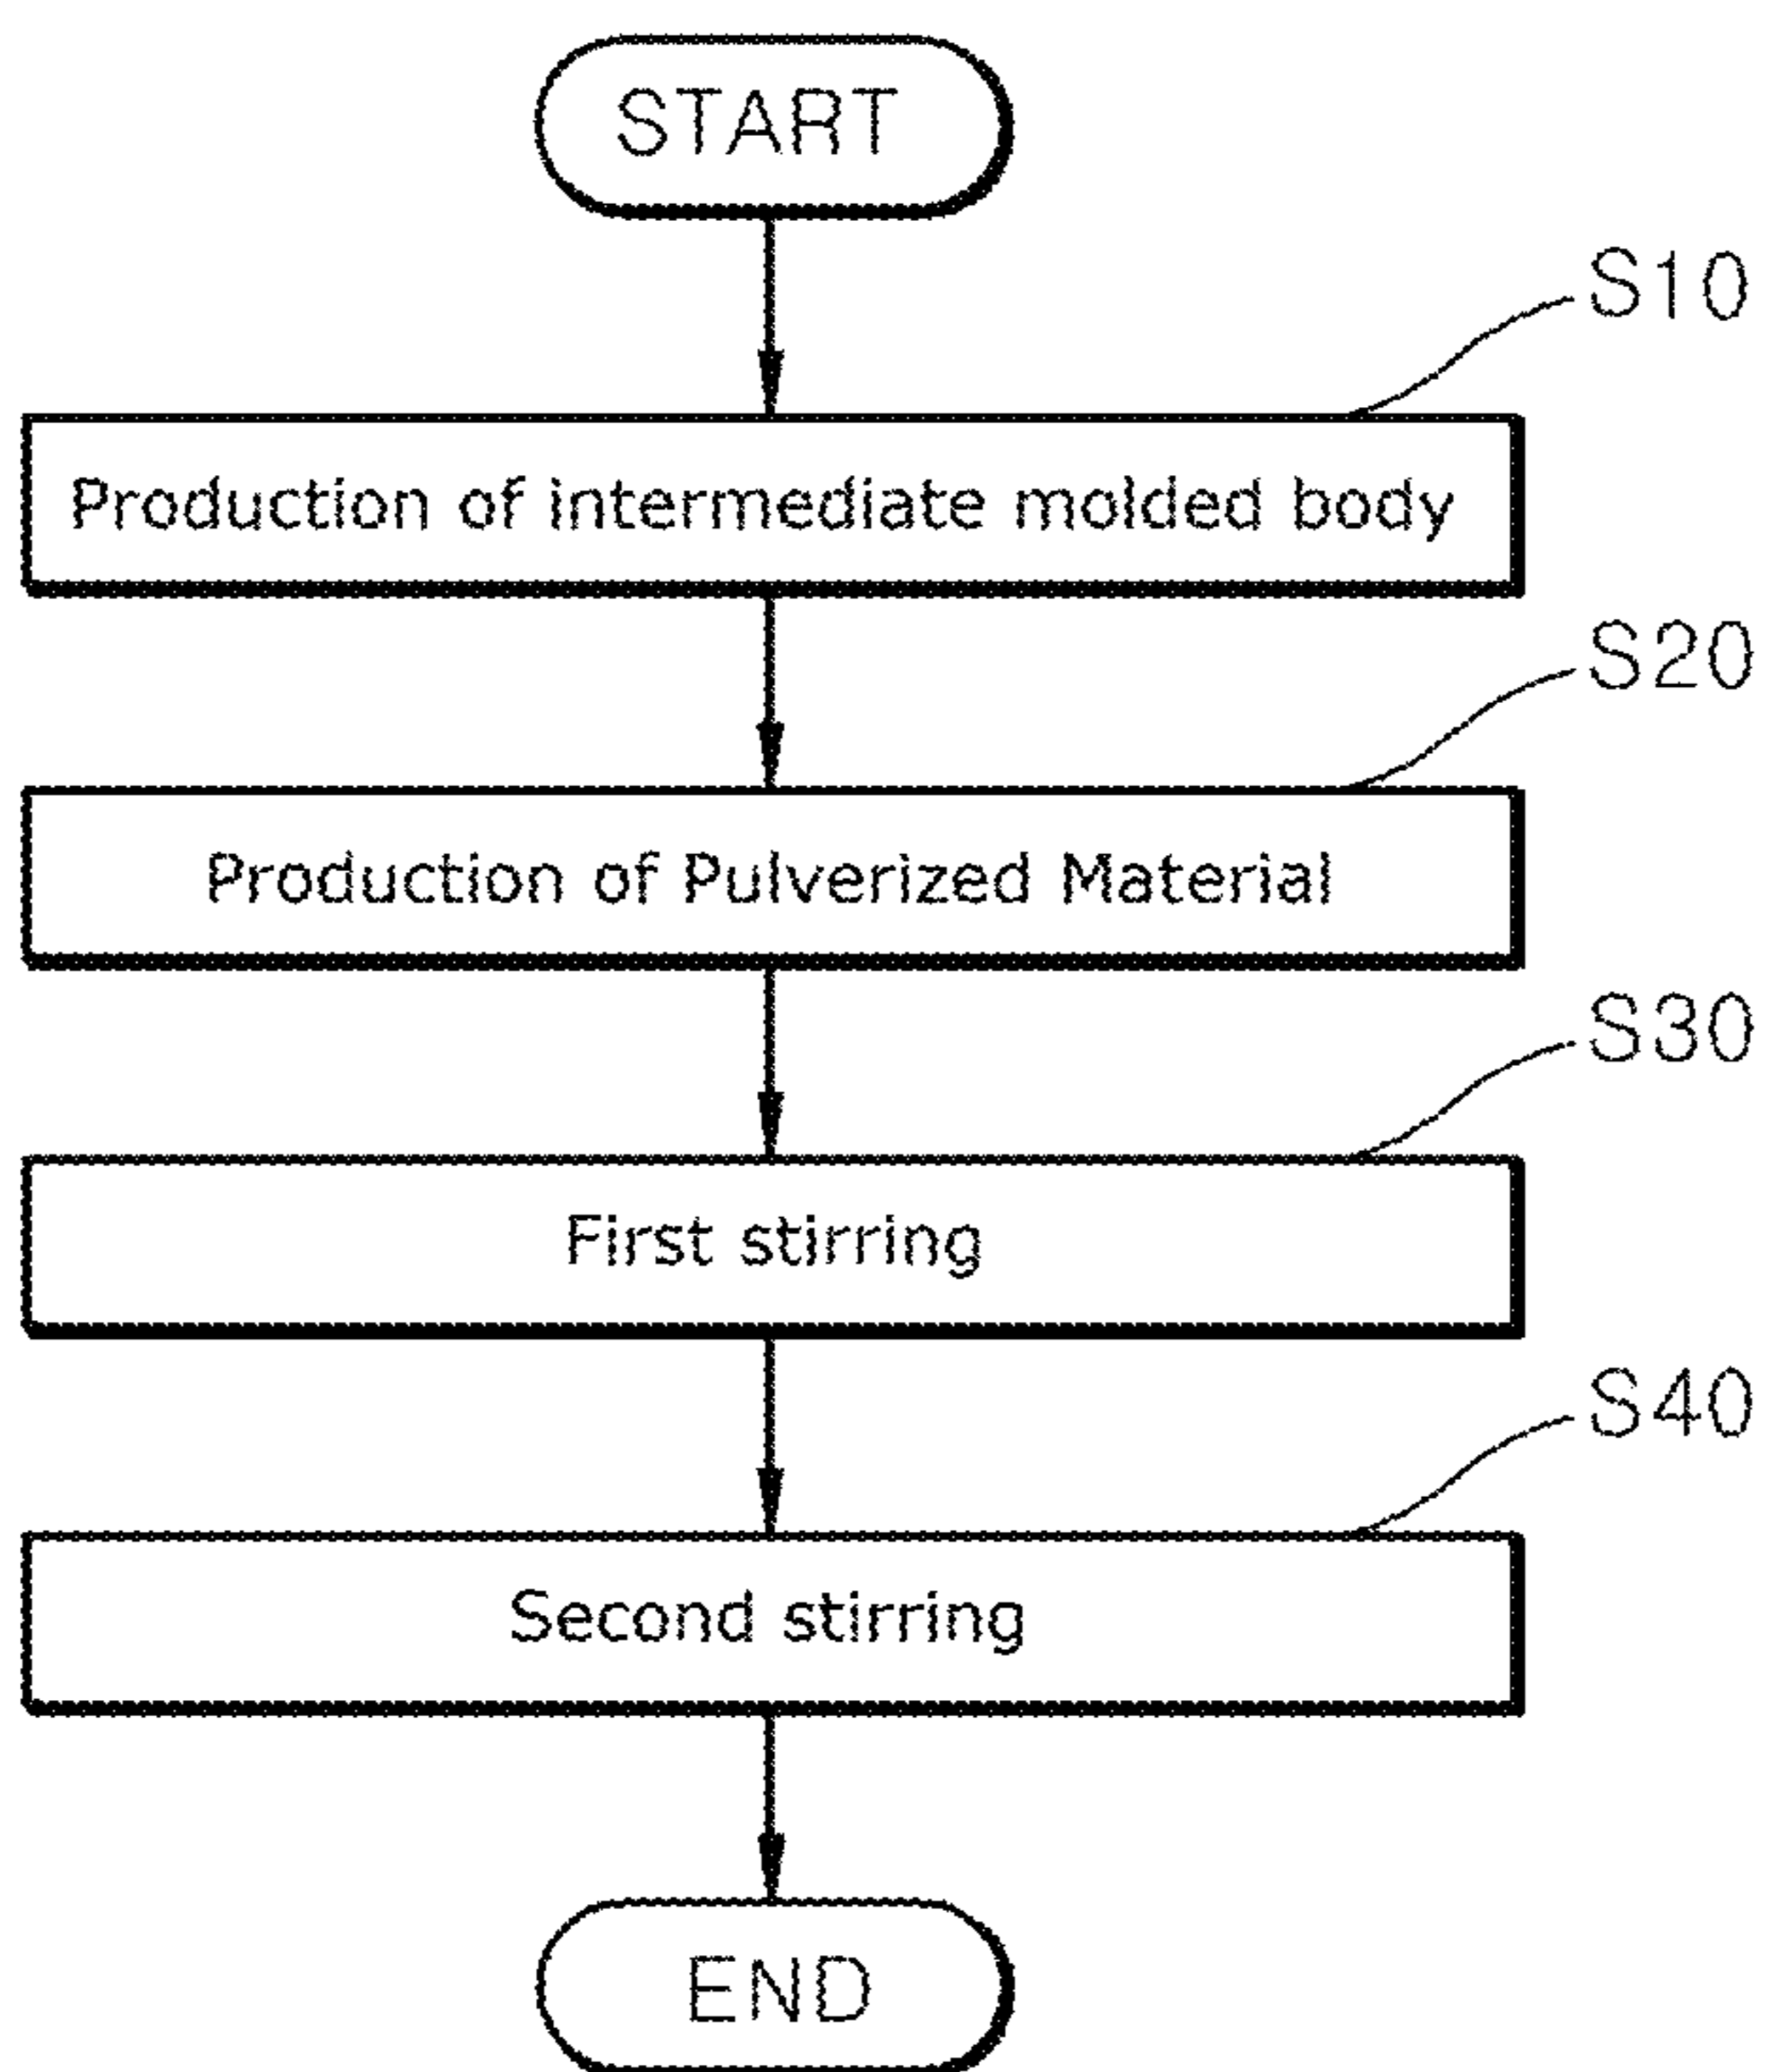 START
S10
Production of intermediate molded body
S20
Production of Pulverized Material
S30
First stirring
S40
Second stirring
END